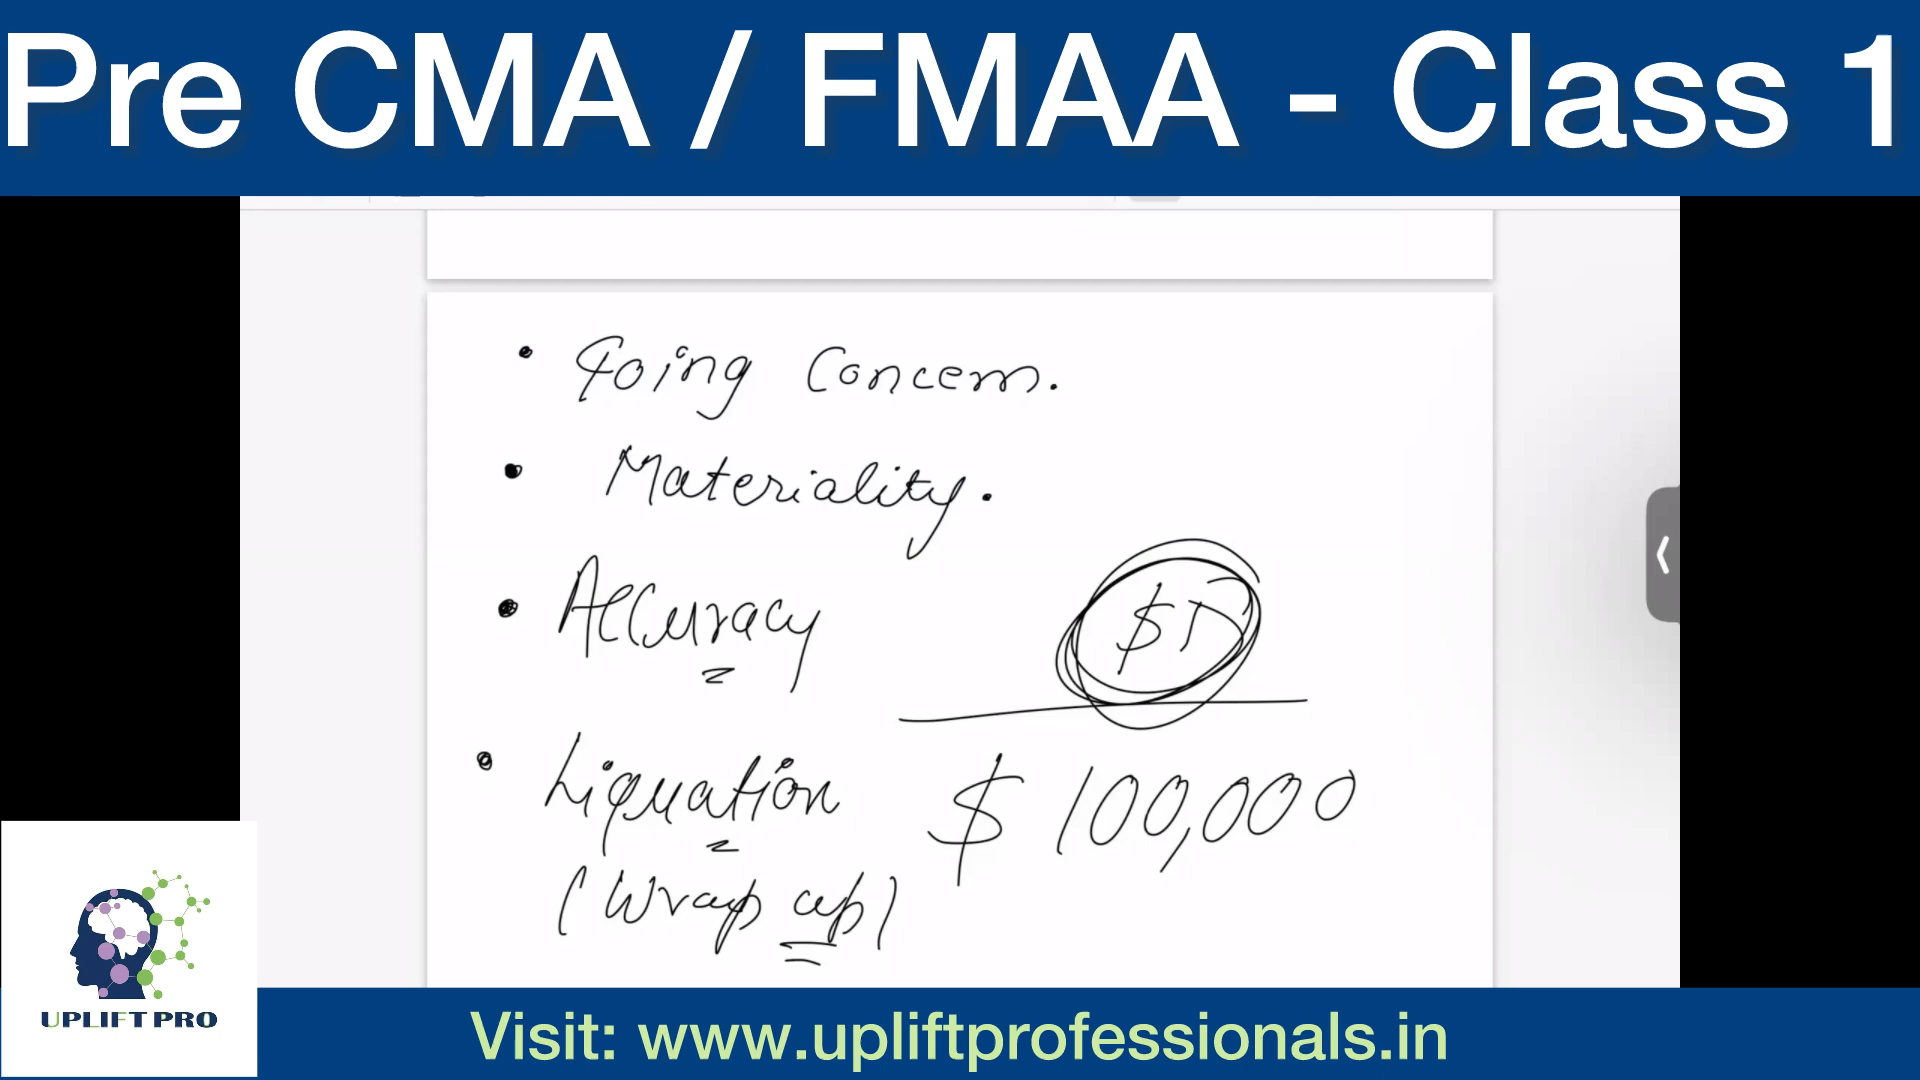 Pre CMA / FMAA - Class 1
• Going Concern.
• Materiality.
• Accuracy
$5
• Liquation $ 100,000
(Wrap up)
UPLIFT PRO
Visit: www.upliftprofessionals.in